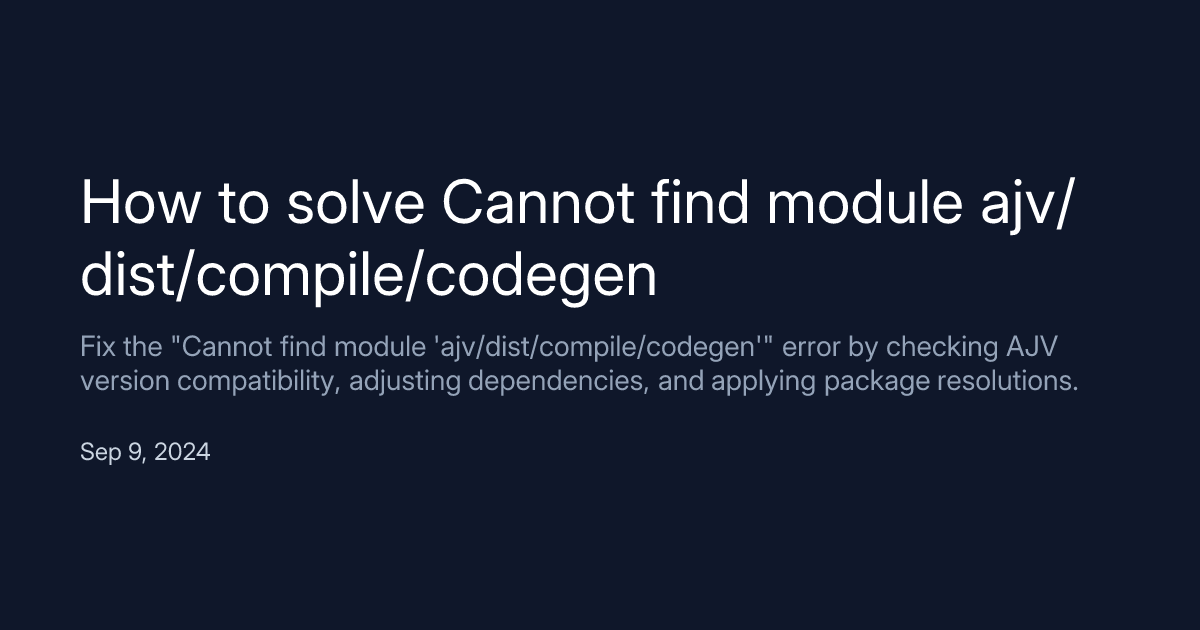 How to solve Cannot find module ajv/
dist/compile/codegen
Fix the "Cannot find module 'ajv/dist/compile/codegen'" error by checking AJV
version compatibility, adjusting dependencies, and applying package resolutions.
Sep 9, 2024